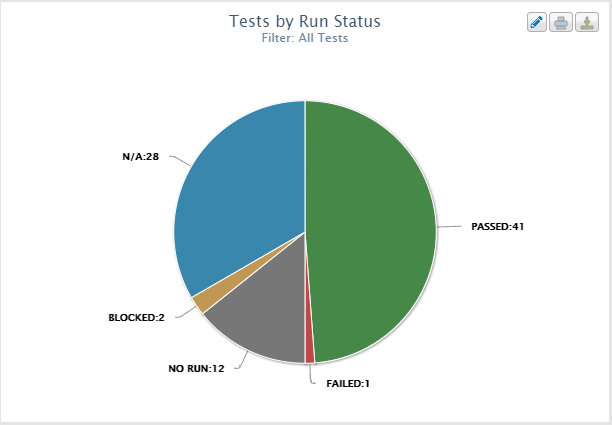 Tests by Run Status
Filter: All Tests
N/A:28
PASSED:41
BLOCKED:2
NO RUN:12
FAILED:1